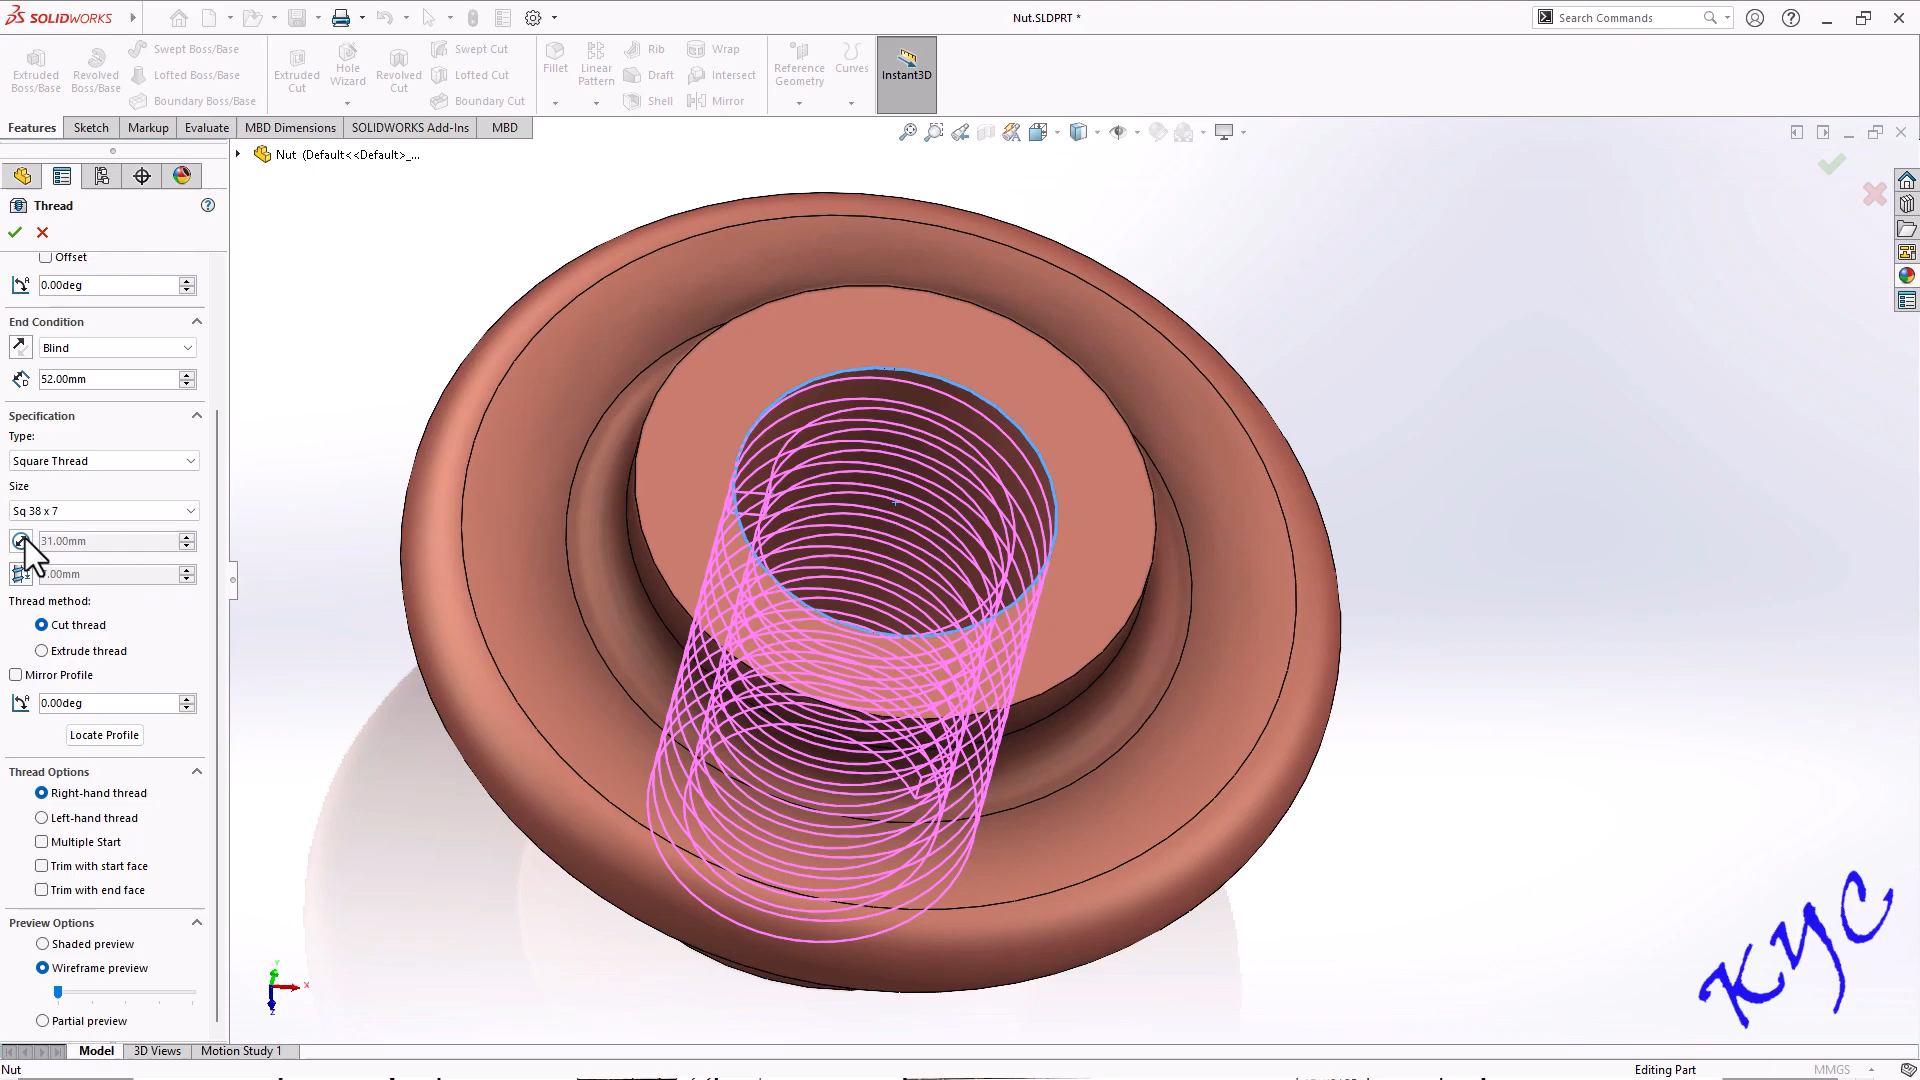 SOLIDWORKS
Nut.SLDPRT *
Search Commands
Extruded Boss/Base
Revolved Boss/Base
Swept Boss/Base
Lofted Boss/Base
Boundary Boss/Base
Extruded Cut
Hole Wizard
Revolved Cut
Swept Cut
Lofted Cut
Boundary Cut
Fillet
Linear Pattern
Rib
Draft
Shell
Wrap
Intersect
Mirror
Reference Geometry
Curves
Instant3D
Features Sketch Markup Evaluate MBD Dimensions SOLIDWORKS Add-Ins MBD
Nut (Default<<Default>_...
Thread
Offset
0.00deg
End Condition
Blind
52.00mm
Specification
Type:
Square Thread
Size
Sq 38 x 7
31.00mm
.00mm
Thread method:
Cut thread
Extrude thread
Mirror Profile
0.00deg
Locate Profile
Thread Options
Right-hand thread
Left-hand thread
Multiple Start
Trim with start face
Trim with end face
Preview Options
Shaded preview
Wireframe preview
Partial preview
Y
X
Z
KYC
Model 3D Views Motion Study 1
Nut
Editing Part
MMGS